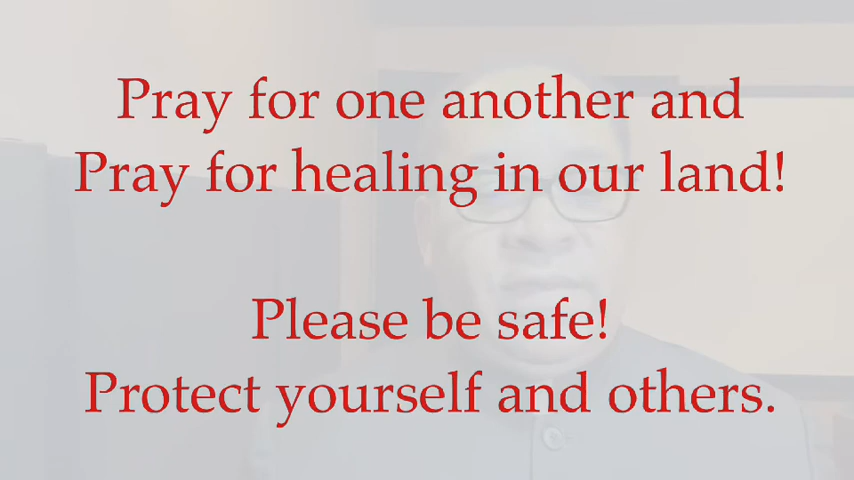 Pray for one another and
Pray for healing in our land!
Please be safe!
Protect yourself and others.